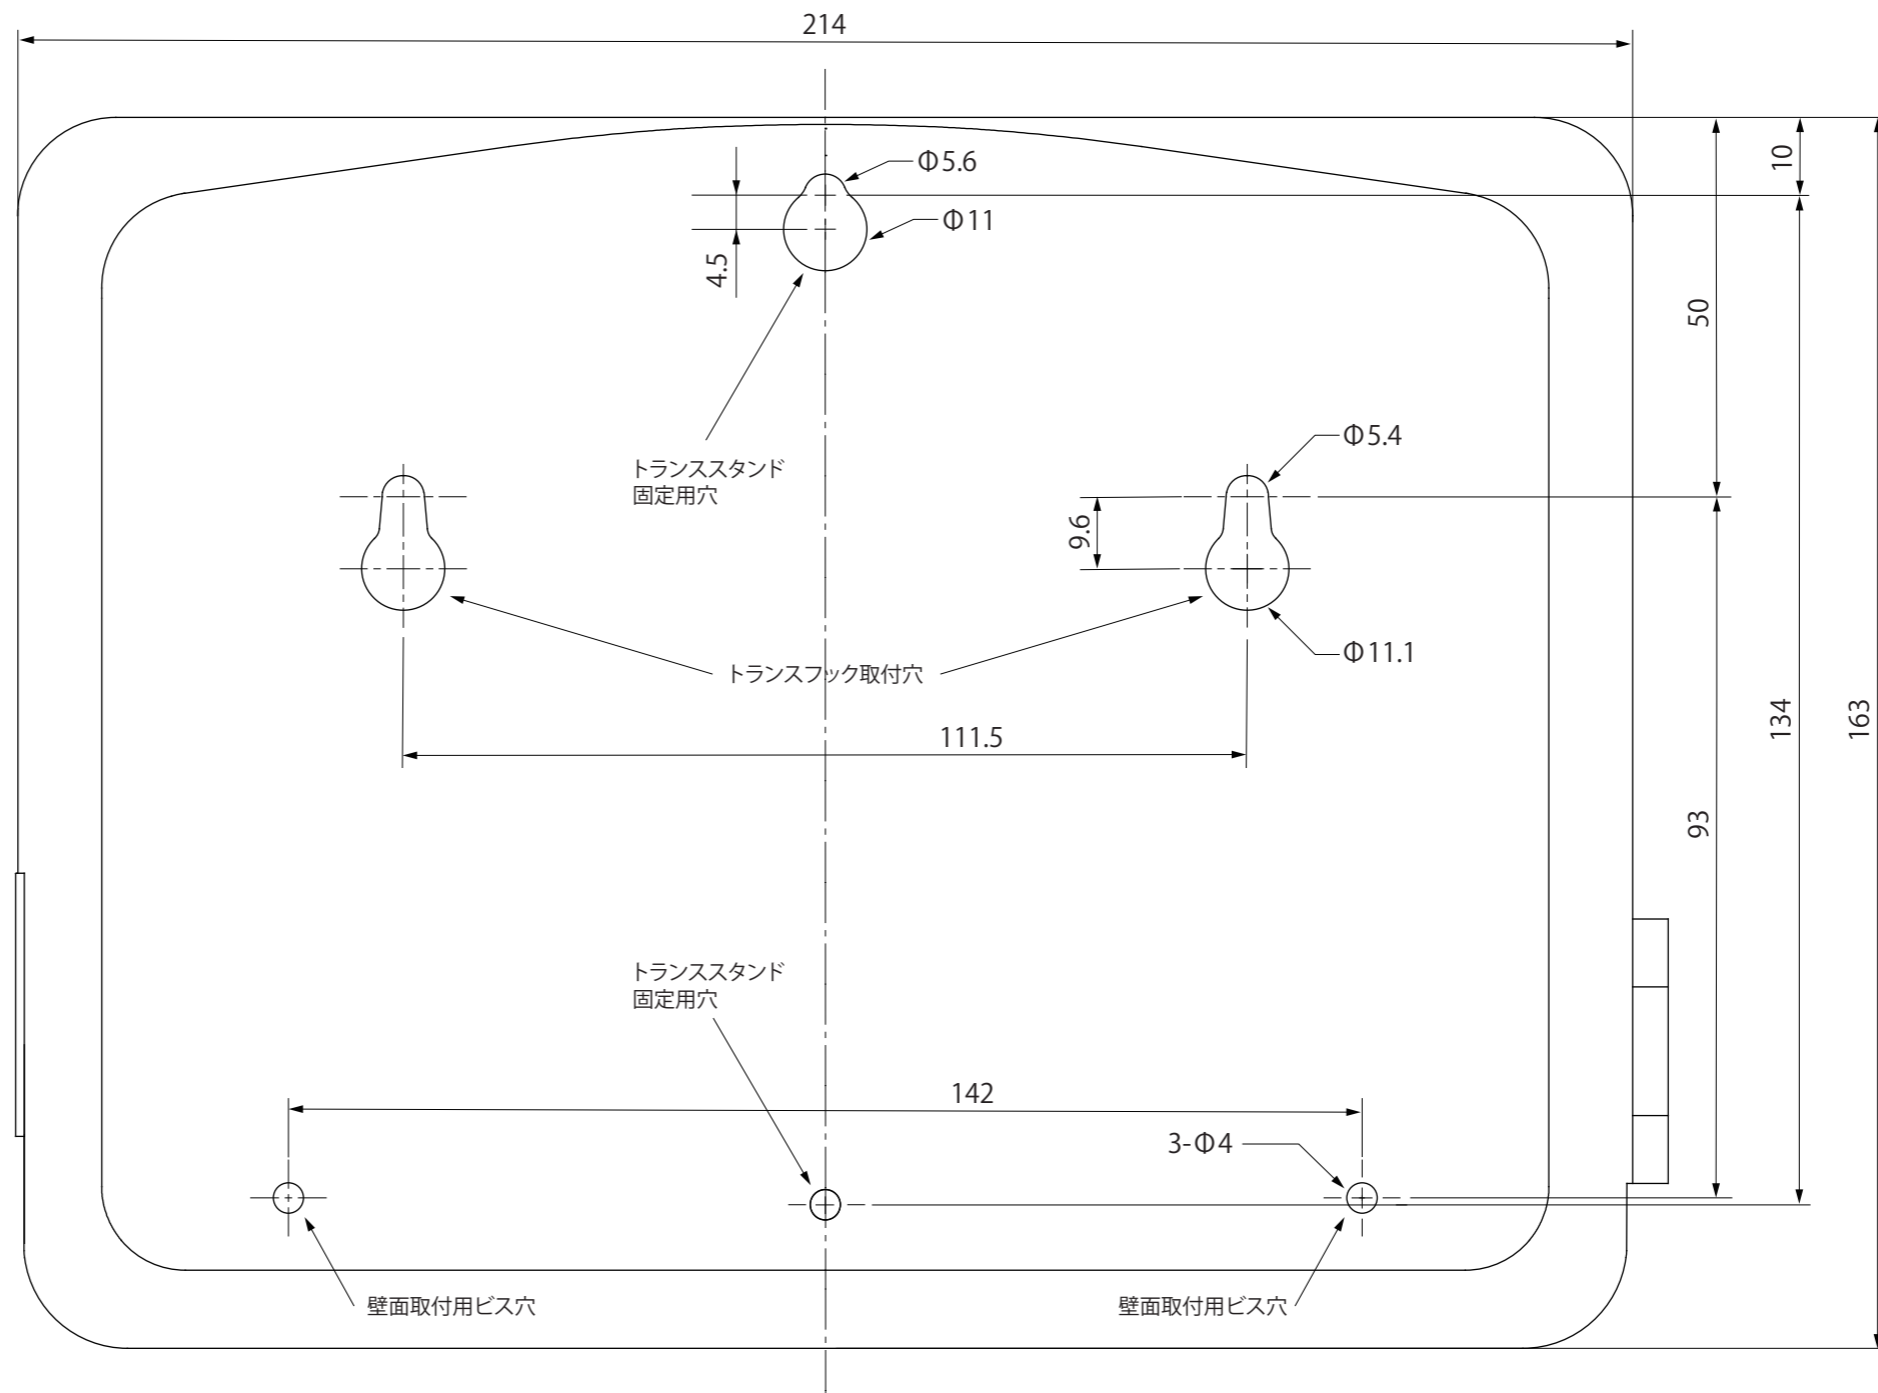 214
Φ5.6
10
Φ11
4.5
50
Φ5.4
トランススタンド
固定用穴
9.6
Φ11.1
トランスフック取付穴
134
163
111.5
93
トランススタンド
固定用穴
142
3-Φ4
壁面取付用ビス穴
壁面取付用ビス穴